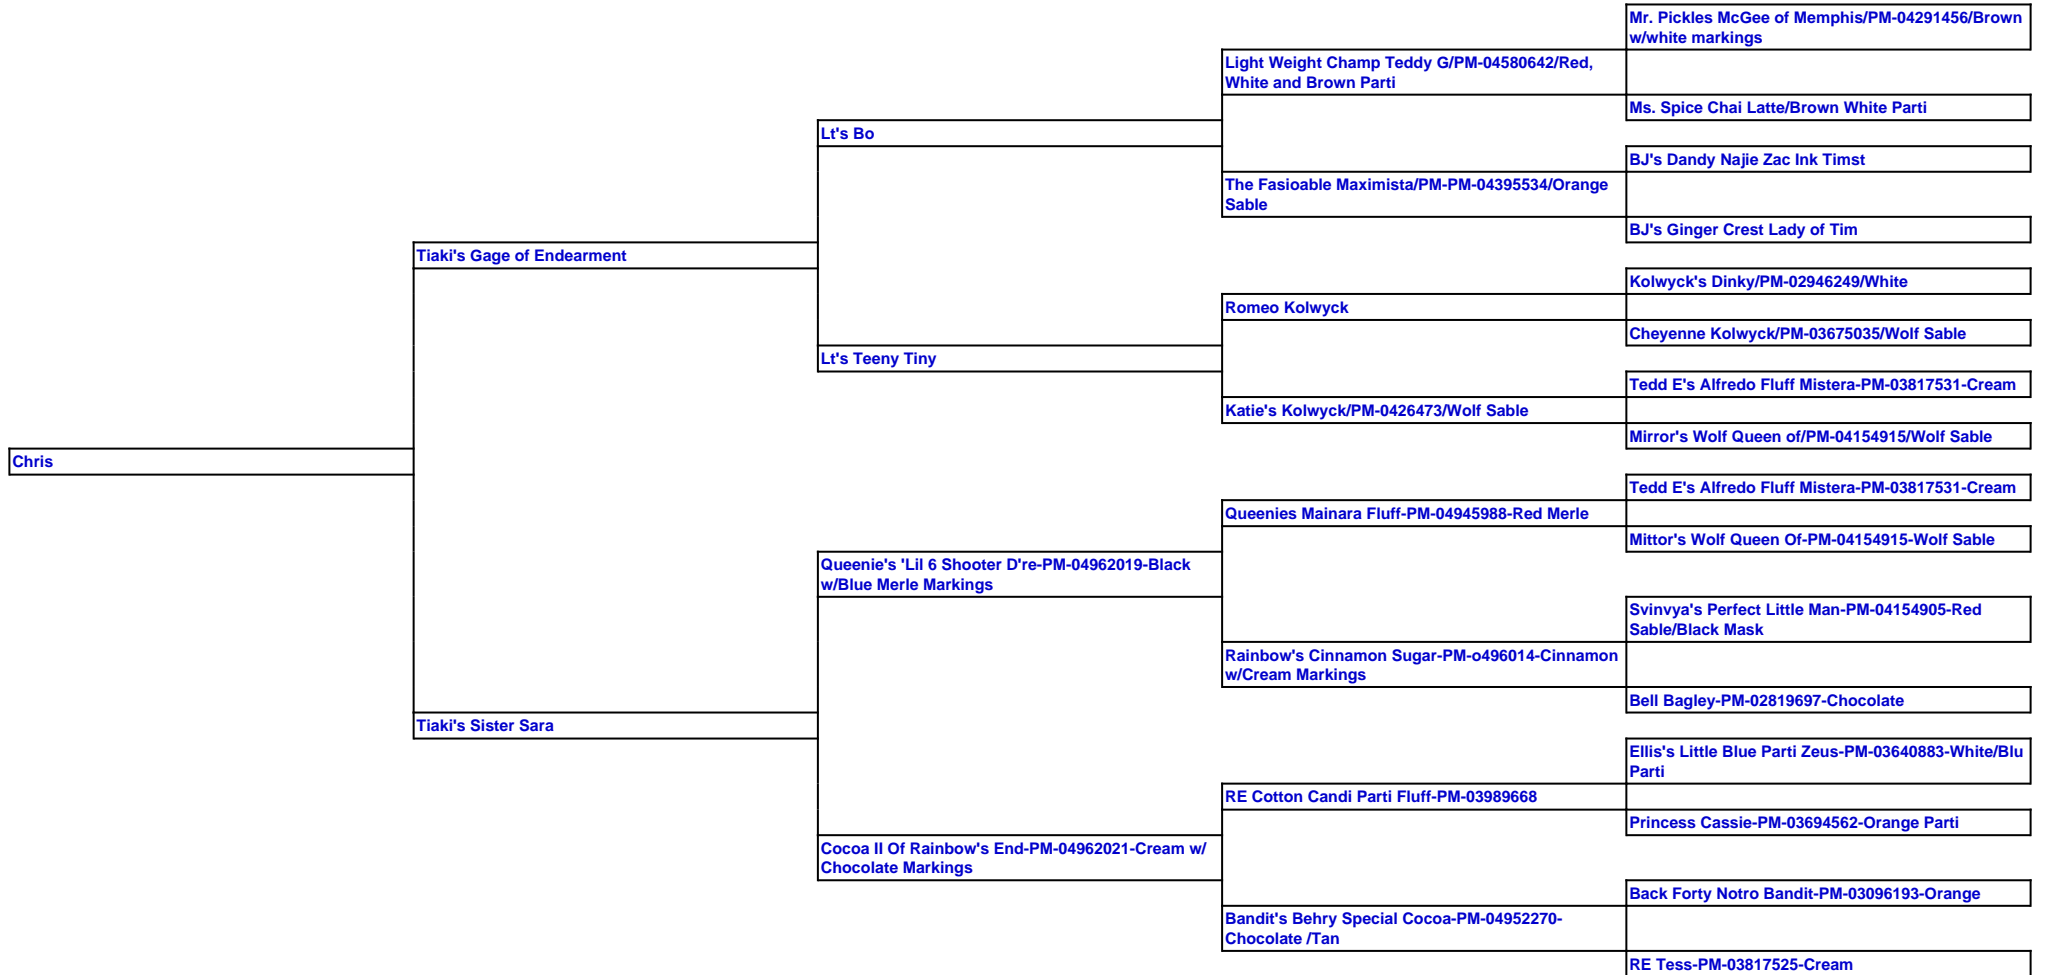 Mr. Pickles McGee of Memphis/PM-04291456/Brown
w/white markings
Light Weight Champ Teddy G/PM-04580642/Red,
White and Brown Parti
Ms. Spice Chai Latte/Brown White Parti
Lt's Bo
BJ's Dandy Najie Zac Ink Timst
The Fasioable Maximista/PM-PM-04395534/Orange
Sable
BJ's Ginger Crest Lady of Tim
Tiaki's Gage of Endearment
Kolwyck's Dinky/PM-02946249/White
Romeo Kolwyck
Cheyenne Kolwyck/PM-03675035/Wolf Sable
Lt's Teeny Tiny
Tedd E's Alfredo Fluff Mistera-PM-03817531-Cream
Katie's Kolwyck/PM-0426473/Wolf Sable
Mirror's Wolf Queen of/PM-04154915/Wolf Sable
Chris
Tedd E's Alfredo Fluff Mistera-PM-03817531-Cream
Queenies Mainara Fluff-PM-04945988-Red Merle
Mittor's Wolf Queen Of-PM-04154915-Wolf Sable
Queenie's 'Lil 6 Shooter D're-PM-04962019-Black
w/Blue Merle Markings
Svinvya's Perfect Little Man-PM-04154905-Red
Sable/Black Mask
Rainbow's Cinnamon Sugar-PM-o496014-Cinnamon
w/Cream Markings
Bell Bagley-PM-02819697-Chocolate
Tiaki's Sister Sara
Ellis's Little Blue Parti Zeus-PM-03640883-White/Blu
Parti
RE Cotton Candi Parti Fluff-PM-03989668
Princess Cassie-PM-03694562-Orange Parti
Cocoa II Of Rainbow's End-PM-04962021-Cream w/
Chocolate Markings
Back Forty Notro Bandit-PM-03096193-Orange
Bandit's Behry Special Cocoa-PM-04952270-
Chocolate /Tan
RE Tess-PM-03817525-Cream